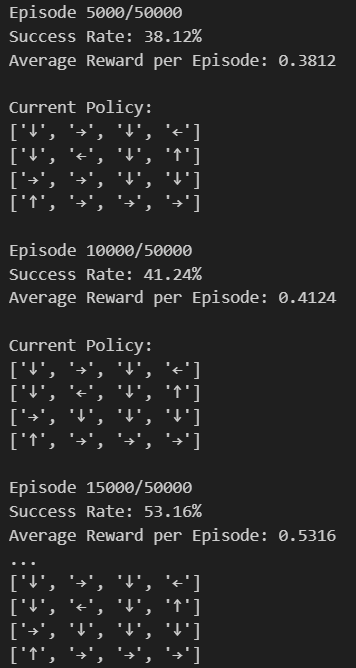 Episode 5000/50000
Success Rate: 38.12%
Average Reward per Episode: 0.3812
Current Policy:
['↓', '→', '↓', '←']
['↓', '←', '↓', '↑']
['→', '→', '↓', '↓']
['↑', '→', '→', '→']
Episode 10000/50000
Success Rate: 41.24%
Average Reward per Episode: 0.4124
Current Policy:
['↓', '→', '↓', '←']
['↓', '←', '↓', '↑']
['→', '↓', '↓', '↓']
['↑', '→', '→', '→']
Episode 15000/50000
Success Rate: 53.16%
Average Reward per Episode: 0.5316
...
['↓', '→', '↓', '←']
['↓', '←', '↓', '↑']
['→', '↓', '↓', '↓']
['↑', '→', '→', '→']